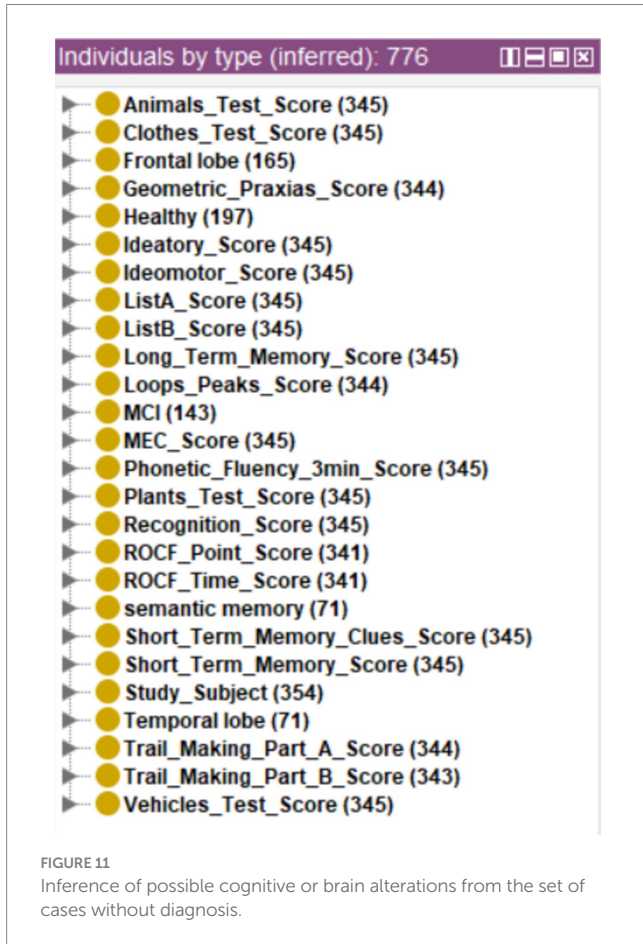 Individuals by type (inferred): 776
Animals_Test_Score (345)
Clothes_Test_Score (345)
Frontal lobe (165)
Geometric_Praxias_Score (344)
Healthy (197)
Ideatory_Score (345)
Ideomotor_Score (345)
ListA_Score (345)
ListB_Score (345)
Long_Term_Memory_Score (345)
Loops_Peaks_Score (344)
MCI (143)
MEC_Score (345)
Phonetic_Fluency_3min_Score (345)
Plants_Test_Score (345)
Recognition_Score (345)
ROCF_Point_Score (341)
ROCF_Time_Score (341)
semantic memory (71)
Short_Term_Memory_Clues_Score (345)
Short_Term_Memory_Score (345)
Study_Subject (354)
Temporal lobe (71)
Trail_Making_Part_A_Score (344)
Trail_Making_Part_B_Score (343)
Vehicles_Test_Score (345)
FIGURE 11
Inference of possible cognitive or brain alterations from the set of
cases without diagnosis.